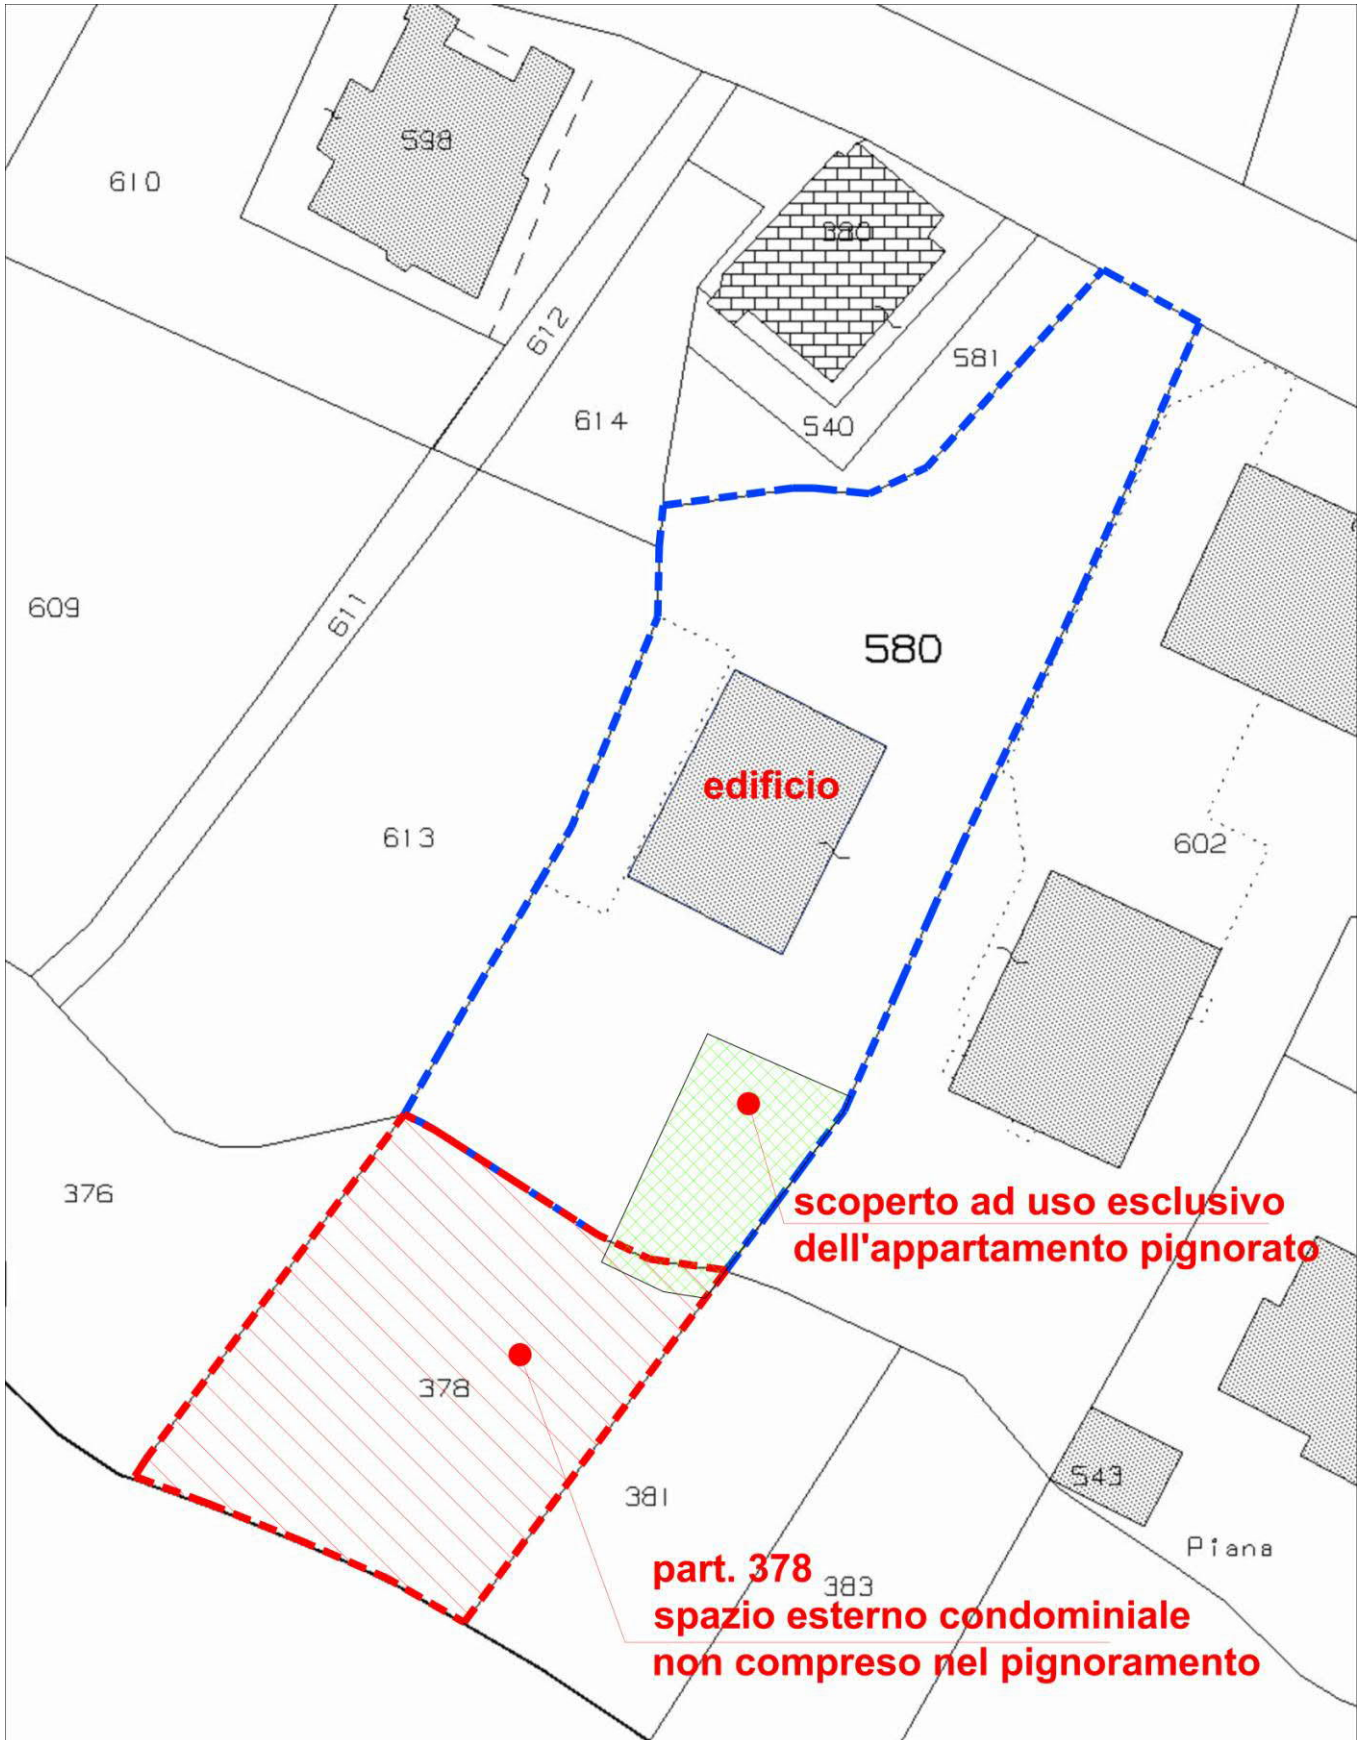 598
610
380
612
581
614
540
609
611
580
edificio
613
602
376
scoperto ad uso esclusivo
dell'appartamento pignorato
378
543
381
Piana
part. 378
383
spazio esterno condominiale
non compreso nel pignoramento